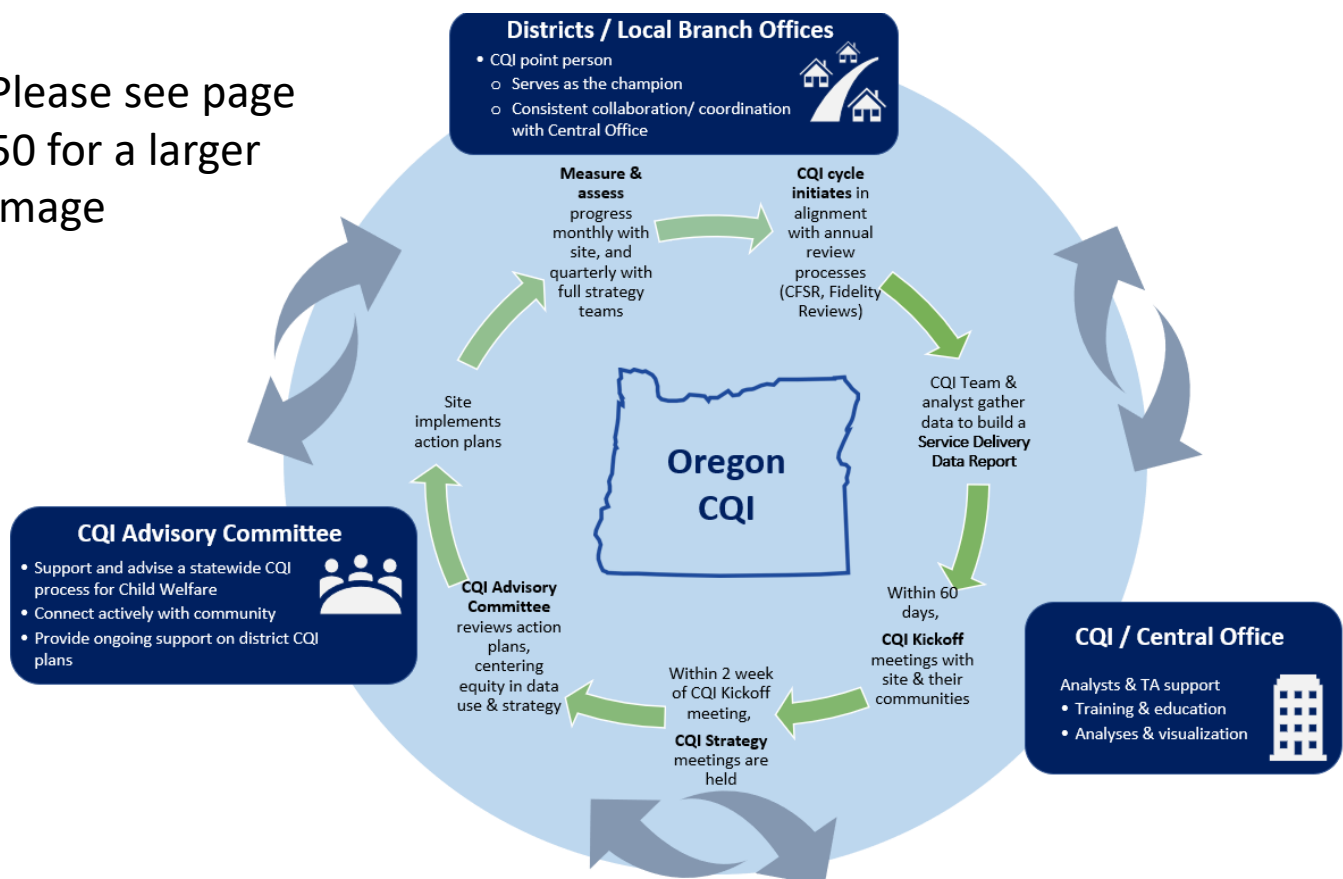 Please see page
50 for a larger
image
Districts / Local Branch Offices
• CQI point person
o Serves as the champion
o Consistent collaboration/ coordination
with Central Office
Measure &
assess
progress
monthly with
site, and
quarterly with
full strategy
teams
CQI cycle
initiates in
alignment
with annual
review
processes
(CFSR, Fidelity
Reviews)
CQI Team &
analyst gather
data to build a
Service Delivery
Data Report
Within 60
days,
CQI Kickoff
meetings with
site & their
communities
Within 2 week
of CQI Kickoff
meeting,
CQI Strategy
meetings are
held
CQI Advisory
Committee
reviews action
plans,
centering
equity in data
use & strategy
Site
implements
action plans
Oregon
CQI
CQI Advisory Committee
• Support and advise a statewide CQI
process for Child Welfare
• Connect actively with community
• Provide ongoing support on district CQI
plans
CQI / Central Office
Analysts & TA support
• Training & education
• Analyses & visualization